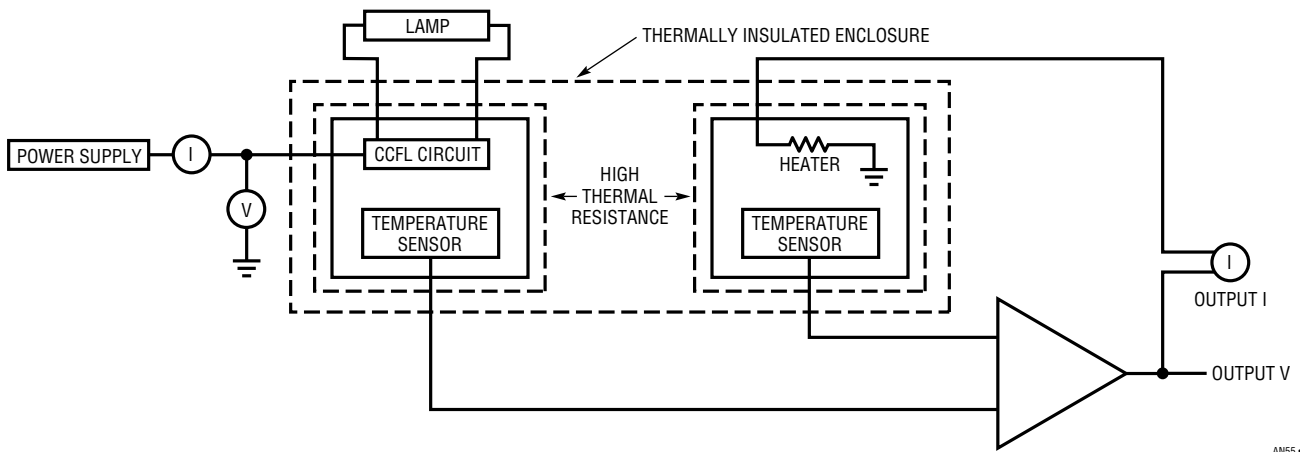 LAMP
THERMALLY INSULATED ENCLOSURE
POWER SUPPLY
I
V
CCFL CIRCUIT
TEMPERATURE
SENSOR
HIGH
THERMAL
RESISTANCE
HEATER
TEMPERATURE
SENSOR
I
OUTPUT I
OUTPUT V